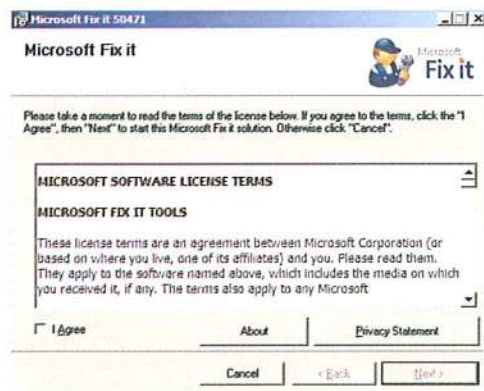 Microsoft Fix it 50471
Microsoft Fix it
Microsoft
Fix it
Please take a moment to read the terms of the license below. If you agree to the terms, click the "I
Agree", then "Next" to start this Microsoft Fix it solution. Otherwise click "Cancel".
MICROSOFT SOFTWARE LICENSE TERMS
MICROSOFT FIX IT TOOLS
These license terms are an agreement between Microsoft Corporation (or
based on where you live, one of its affiliates) and you. Please read them.
They apply to the software named above, which includes the media on which
you received it, if any. The terms also apply to any Microsoft
I Agree
About
Privacy Statement
Cancel
< Back
Next >